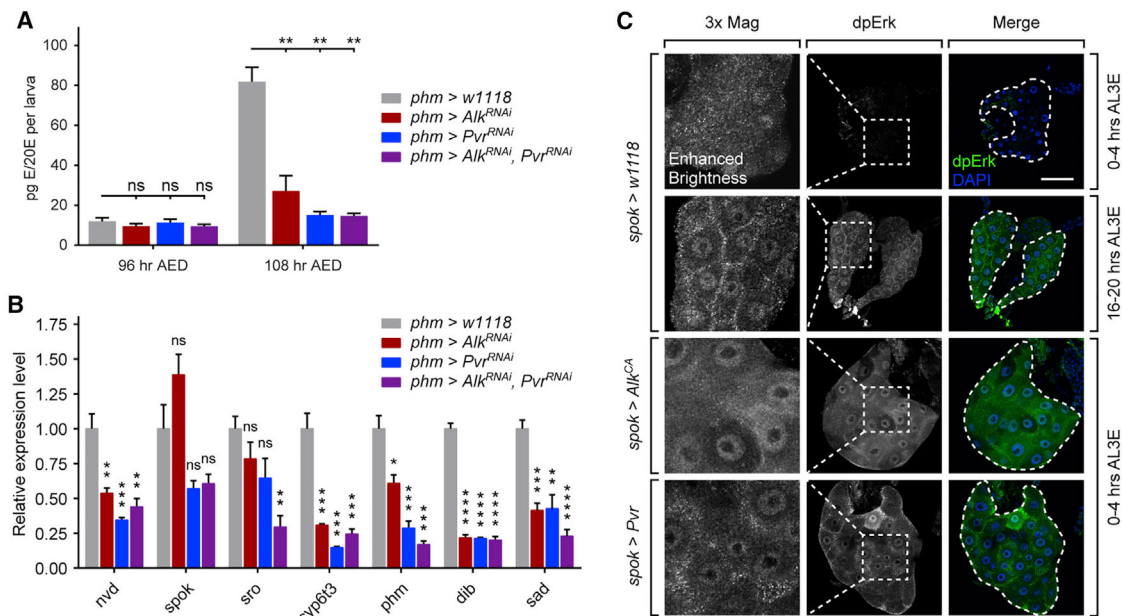 A
pg E/20E per larva
100
80
60
40
20
0
ns ns ns
** ** **
96 hr AED
108 hr AED
phm > w1118
phm > Alk^RNAi
phm > Pvr^RNAi
phm > Alk^RNAi, Pvr^RNAi
B
Relative expression level
1.75
1.50
1.25
1.00
0.75
0.50
0.25
0.00
phm > w1118
phm > Alk^RNAi
phm > Pvr^RNAi
phm > Alk^RNAi, Pvr^RNAi
** *** **
ns ns ns
ns ns **
*** *** ***
* *** ***
**** **** ****
*** ** ****
nvd
spok
sro
cyp6t3
phm
dib
sad
C
3x Mag
dpErk
Merge
spok > w1118
Enhanced
Brightness
dpErk
DAPI
0-4 hrs AL3E
16-20 hrs AL3E
spok > Alk^CA
spok > Pvr
0-4 hrs AL3E